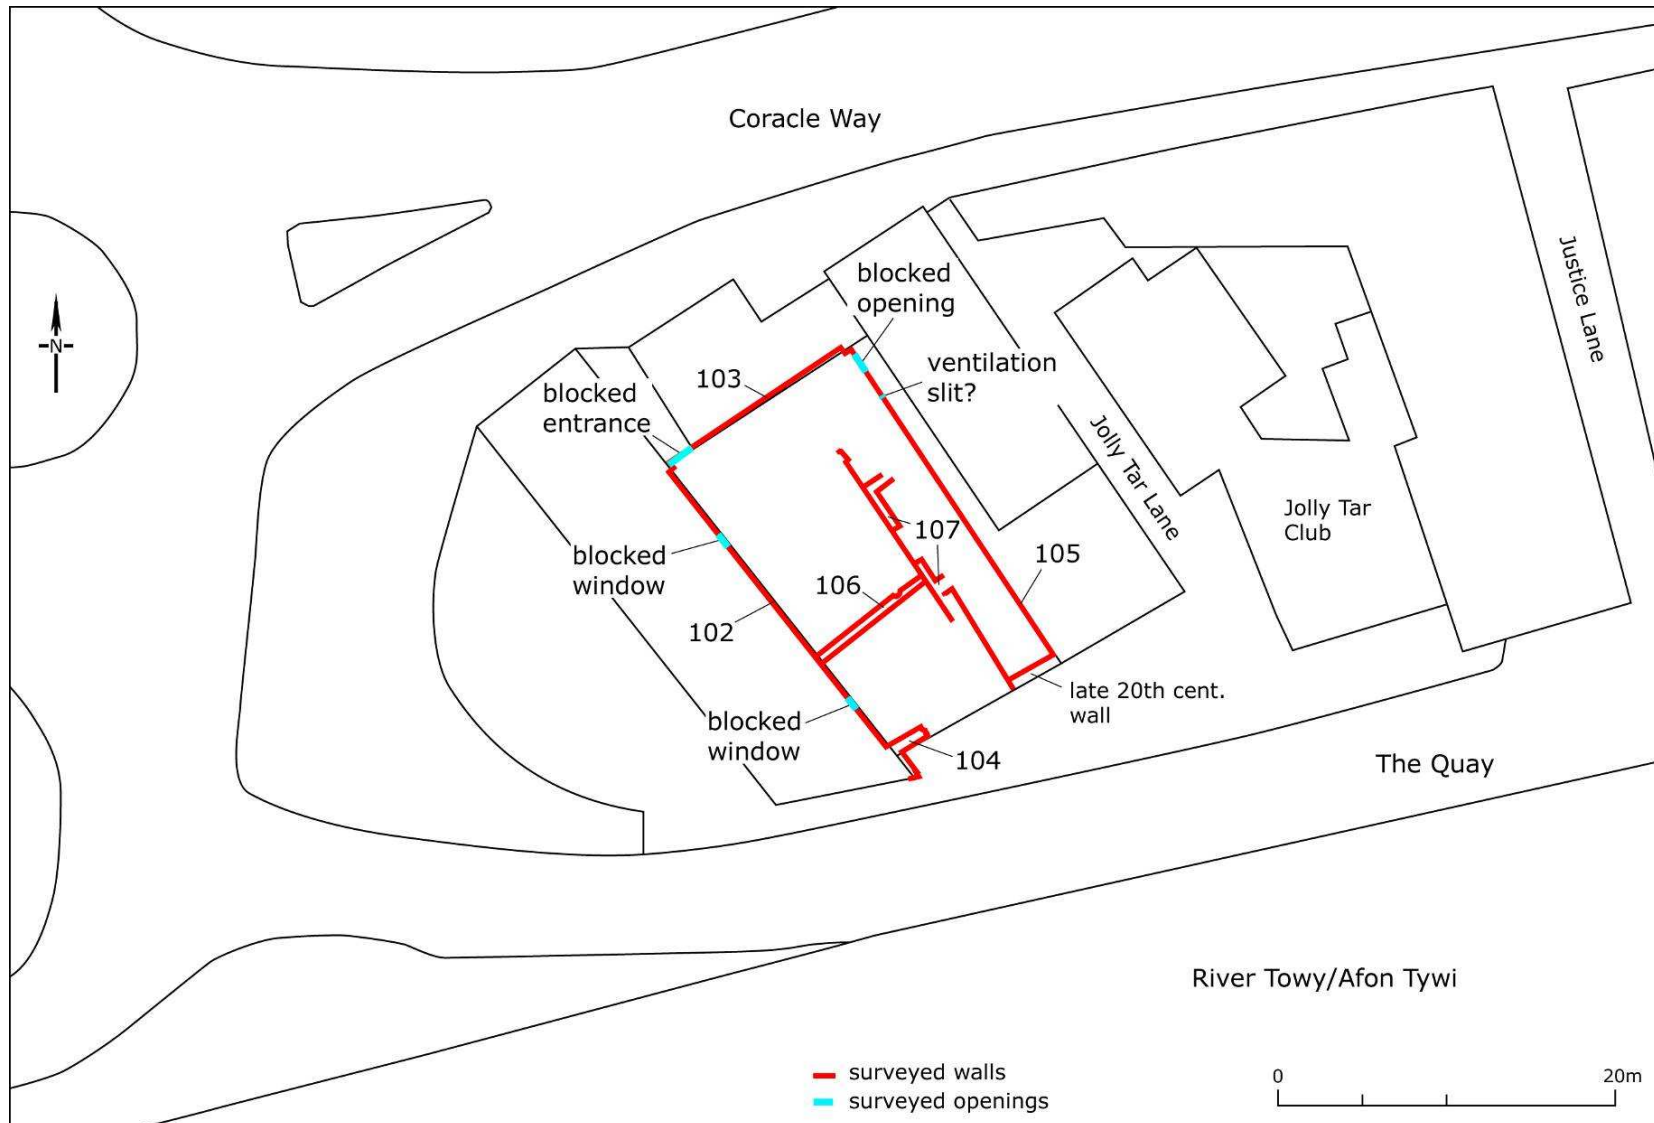 Coracle Way
Justice Lane
blocked
opening
ventilation
slit?
103
blocked
entrance
N
Jolly Tar Lane
Jolly Tar
Club
107
105
blocked
window
106
102
late 20th cent.
wall
blocked
window
104
The Quay
River Towy/Afon Tywi
surveyed walls
surveyed openings
0 20m